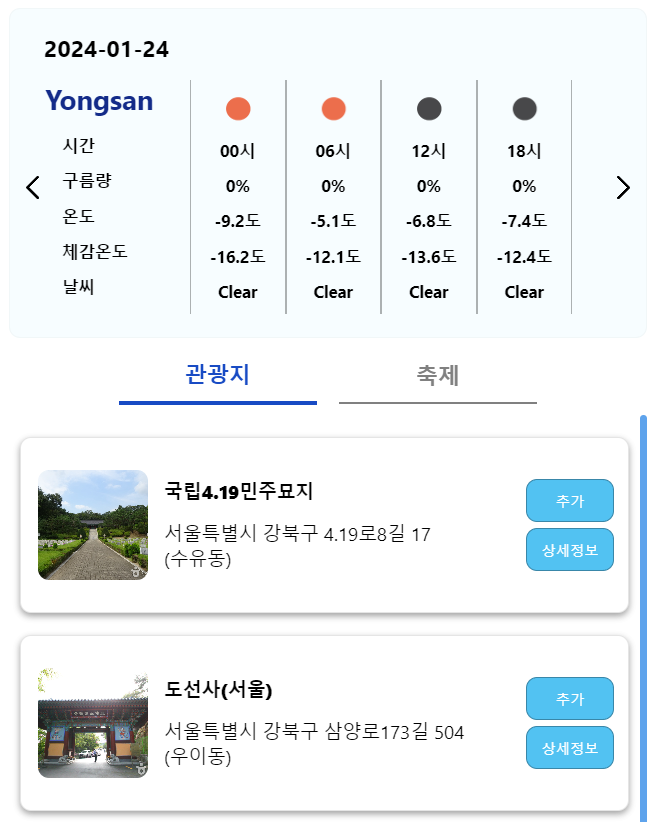 2024-01-24
Yongsan
시간 00시 06시 12시 18시
구름량 0% 0% 0% 0%
온도 -9.2도 -5.1도 -6.8도 -7.4도
체감온도 -16.2도 -12.1도 -13.6도 -12.4도
날씨 Clear Clear Clear Clear
관광지 축제
국립4.19민주묘지
서울특별시 강북구 4.19로8길 17
(수유동)
추가
상세정보
도선사(서울)
서울특별시 강북구 삼양로173길 504
(우이동)
추가
상세정보